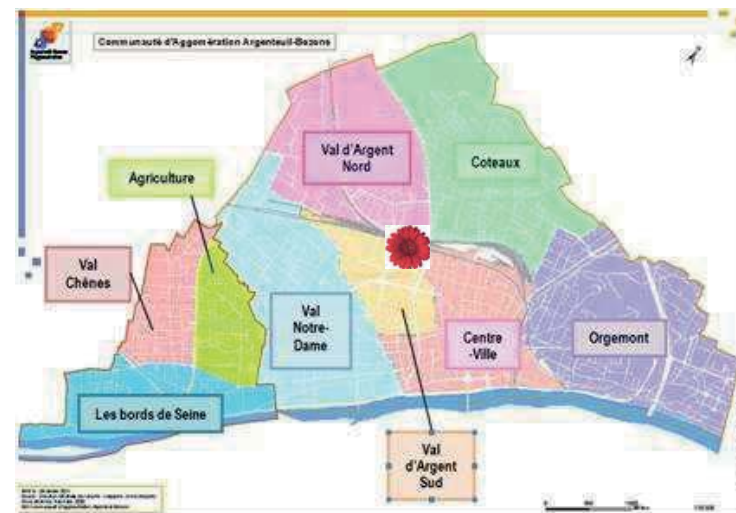 Communauté d'Aggomération Argenteuil-Bezons
Val d'Argent
Nord
Coteaux
Agriculture
Val
Chênes
Val
Notre-
Dame
Centre
-Ville
Orgemont
Les bords de Seine
Val
d'Argent
Sud